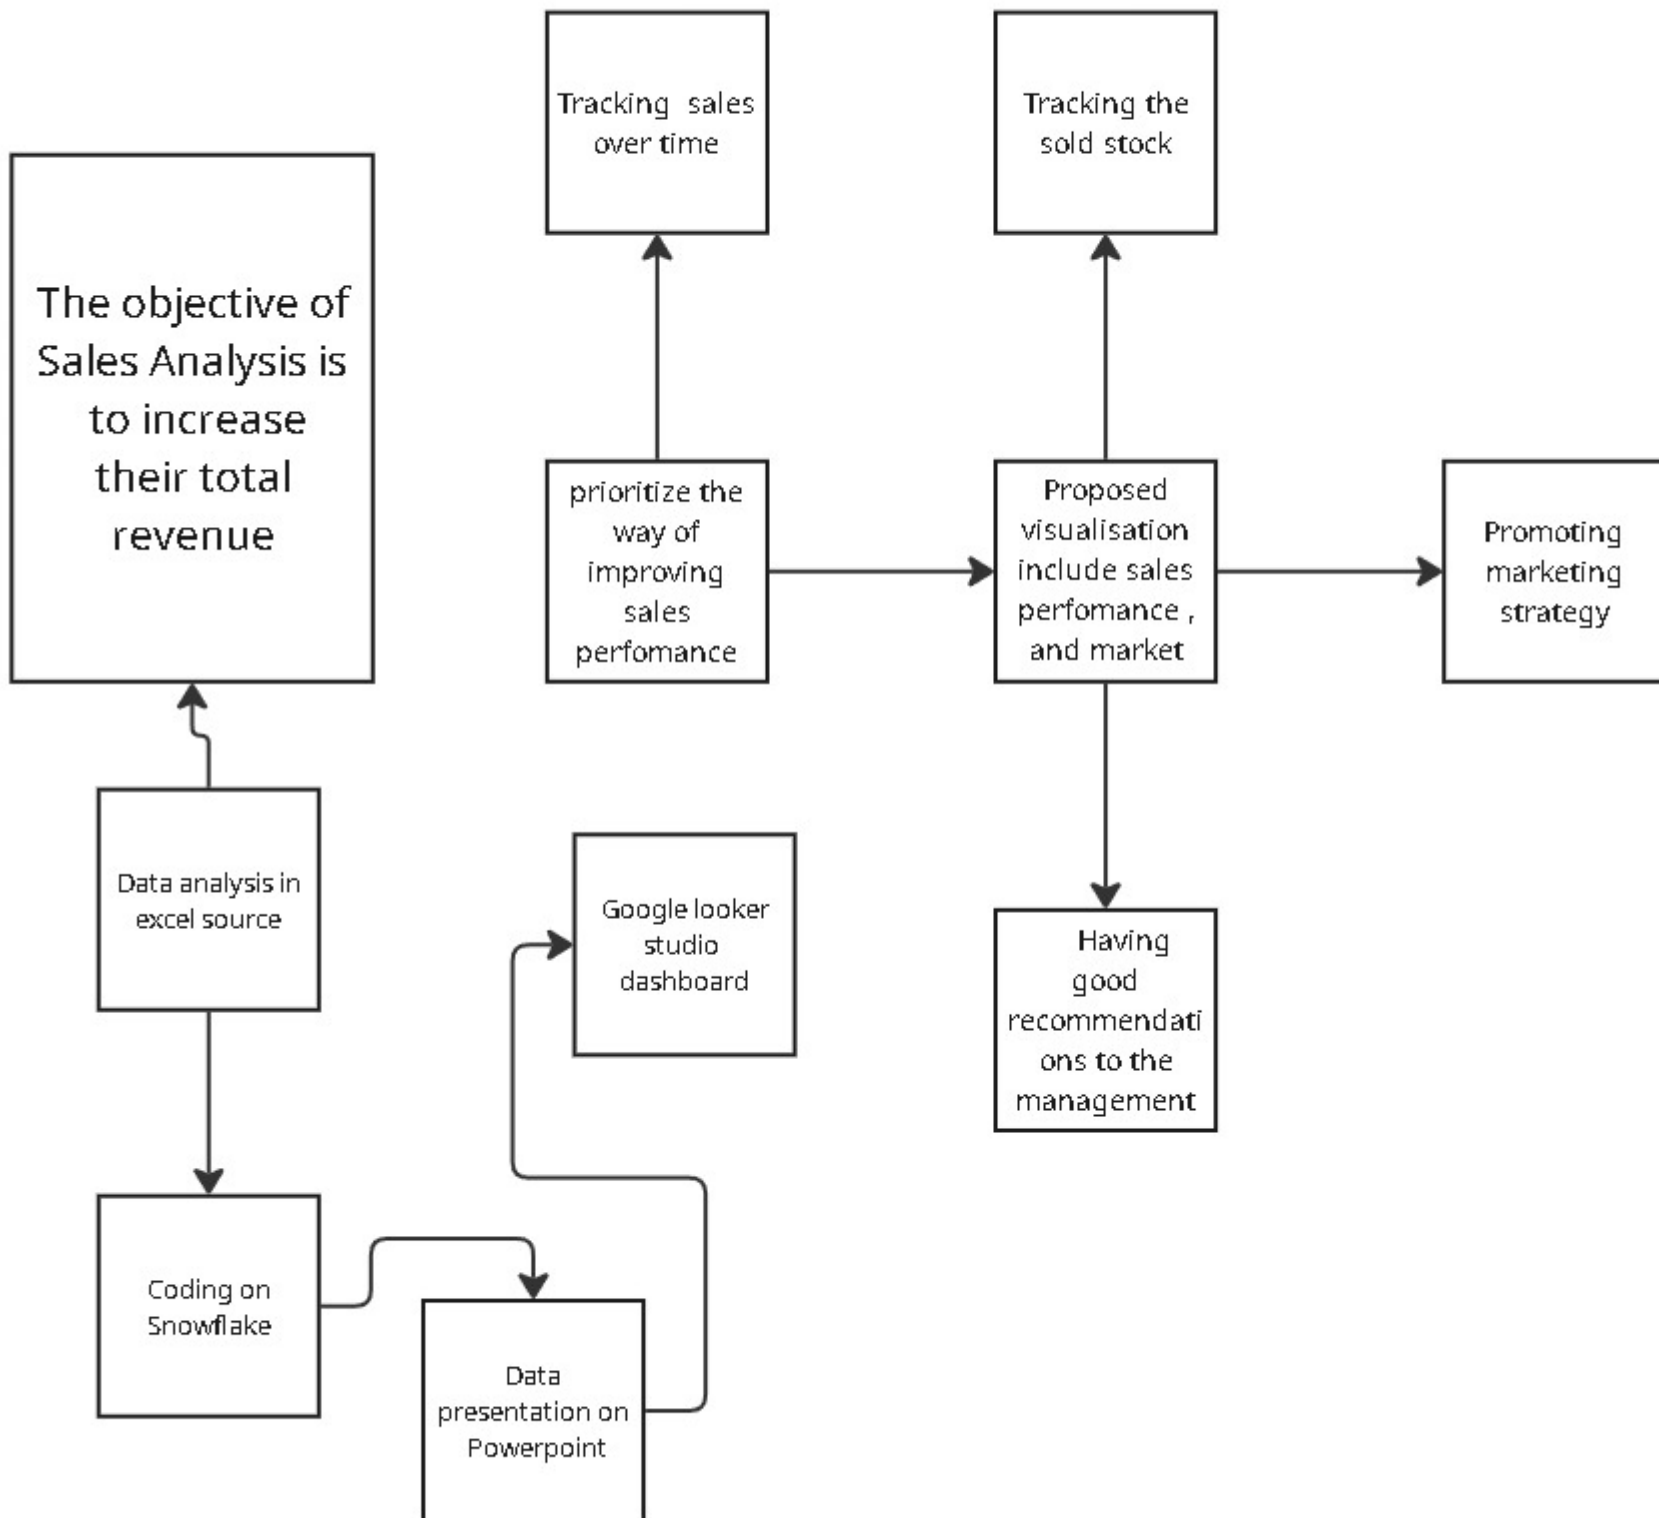 Tracking sales
over time
Tracking the
sold stock
The objective of
Sales Analysis is
to increase
their total
revenue
prioritize the
way of
improving
sales
perfomance
Proposed
visualisation
include sales
perfomance ,
and market
Promoting
marketing
strategy
Data analysis in
excel source
Google looker
studio
dashboard
Having
good
recommendati
ons to the
management
Coding on
Snowflake
Data
presentation on
Powerpoint